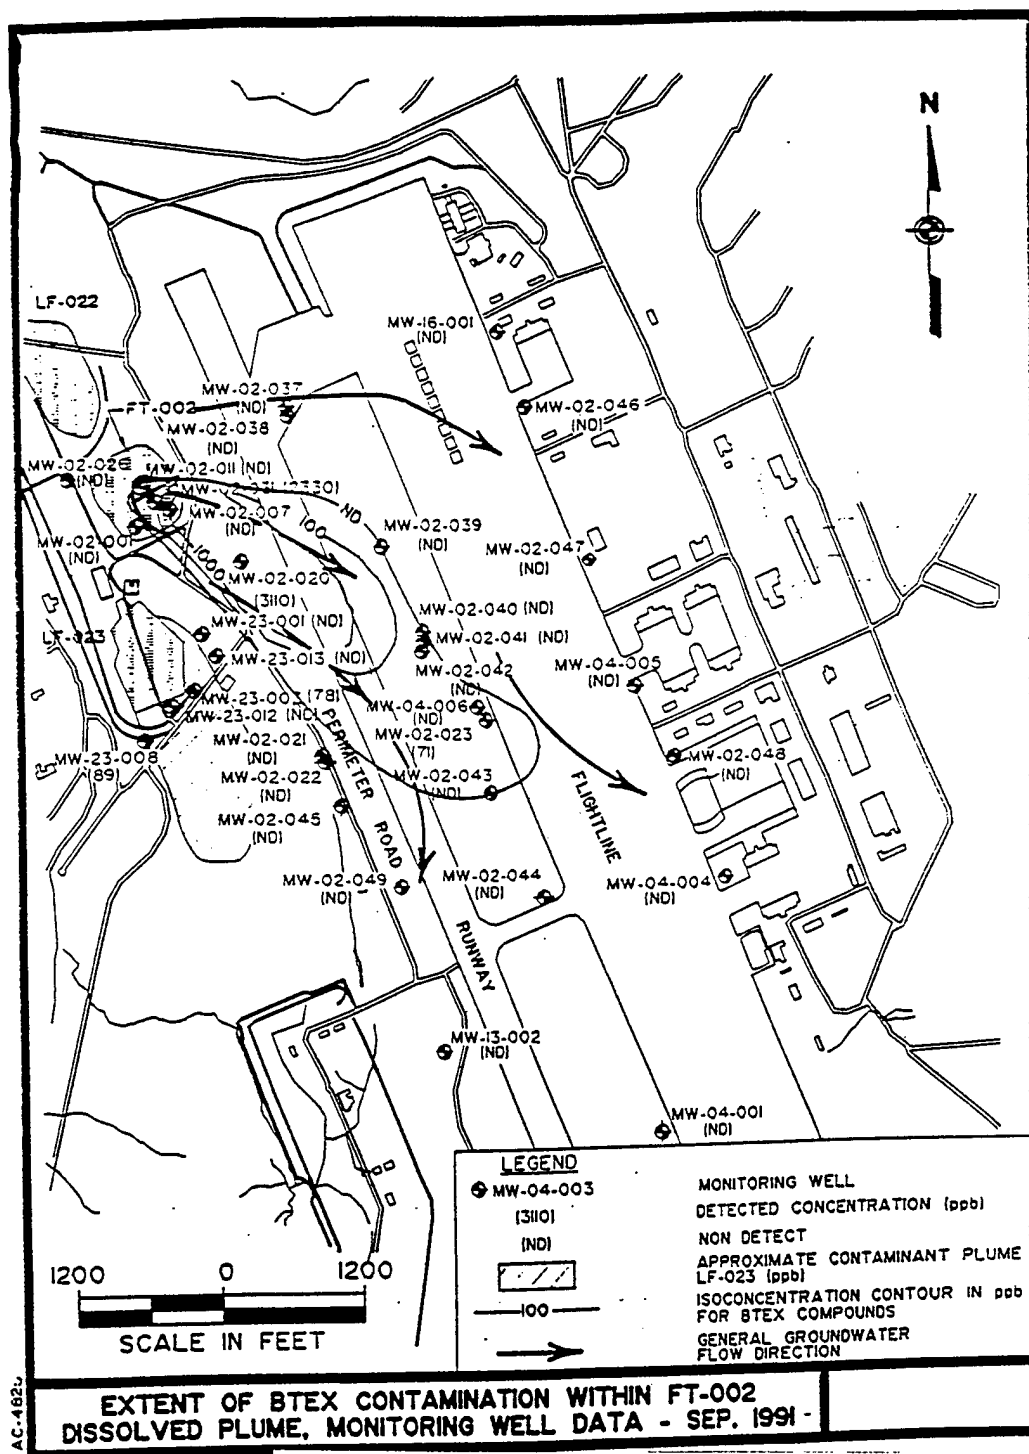 N
LF-022
MW-16-001
(ND)
MW-02-037
(ND)
FT-002
MW-02-038
(ND)
MW-02-046
(ND)
MW-02-026
(ND)
MW-02-011 (ND)
MW-02-031 (2330)
MW-02-007
(ND)
ND
100
MW-02-039
(ND)
MW-02-001
(ND)
1000
MW-02-047
(ND)
MW-02-020
(3110)
E
MW-23-001 (ND)
MW-02-040 (ND)
MW-02-041 (ND)
LF-023
MW-23-013 (ND)
MW-02-042
(ND)
MW-04-005
(ND)
MW-23-003 (78)
MW-23-012 (ND)
MW-04-006
(ND)
MW-02-023
(71)
MW-23-008
(89)
MW-02-021
(ND)
MW-02-022
(ND)
MW-02-043
(ND)
MW-02-048
(ND)
MW-02-045
(ND)
PERIMETER ROAD
FLIGHTLINE
MW-02-049
(ND)
MW-02-044
(ND)
MW-04-004
(ND)
RUNWAY
MW-13-002
(ND)
MW-04-001
(ND)
LEGEND
MW-04-003
MONITORING WELL
(3110)
DETECTED CONCENTRATION (ppb)
(ND)
NON DETECT
APPROXIMATE CONTAMINANT PLUME
LF-023 (ppb)
100
ISOCONCENTRATION CONTOUR IN ppb
FOR BTEX COMPOUNDS
GENERAL GROUNDWATER
FLOW DIRECTION
1200 0 1200
SCALE IN FEET
EXTENT OF BTEX CONTAMINATION WITHIN FT-002
DISSOLVED PLUME, MONITORING WELL DATA - SEP. 1991 -